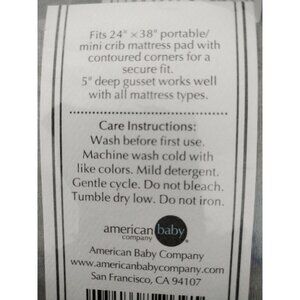 Fits 24" × 38" portable/
mini crib mattress pad with
contoured corners for a
secure fit.
5" deep gusset works well
with all mattress types.
Care Instructions:
Wash before first use.
Machine wash cold with
like colors. Mild detergent.
Gentle cycle. Do not bleach.
Tumble dry low. Do not iron.
american baby
company
American Baby Company
www.americanbabycompany.com
San Francisco, CA 94107